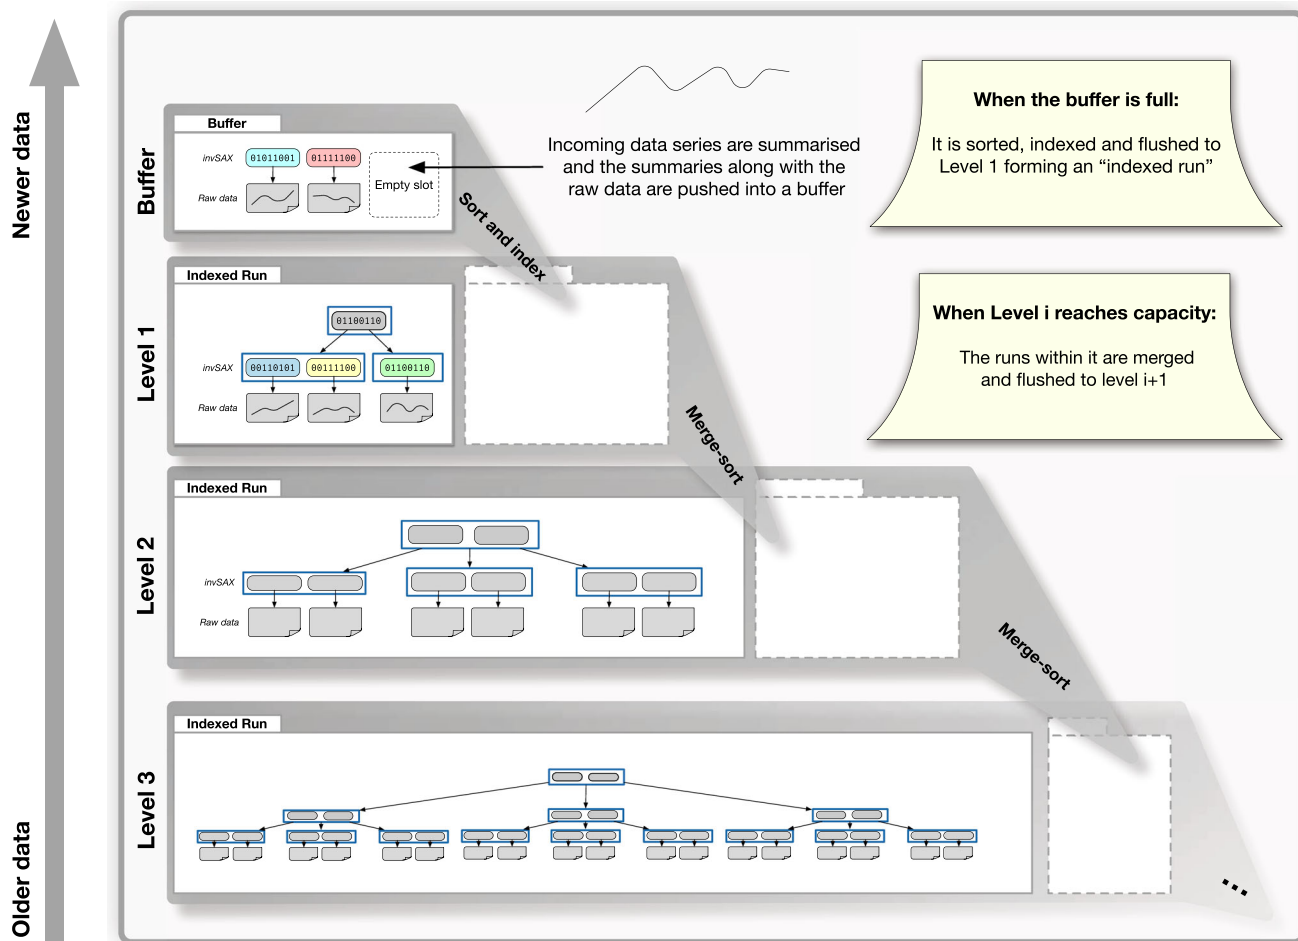 Newer data
Older data
Buffer
Buffer
invSAX
01011001
01111100
Raw data
Empty slot
Incoming data series are summarised
and the summaries along with the
raw data are pushed into a buffer
When the buffer is full:
It is sorted, indexed and flushed to
Level 1 forming an “indexed run”
Sort and index
Level 1
Indexed Run
01100110
invSAX
00110101
00111100
01100110
Raw data
When Level i reaches capacity:
The runs within it are merged
and flushed to level i+1
Merge-sort
Level 2
Indexed Run
invSAX
Raw data
Merge-sort
Level 3
Indexed Run
...